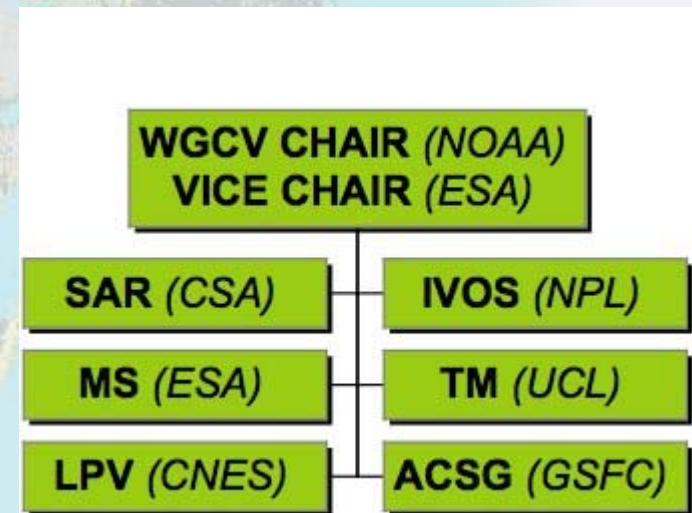 WGCV CHAIR (NOAA)
VICE CHAIR (ESA)
SAR (CSA)
IVOS (NPL)
MS (ESA)
TM (UCL)
LPV (CNES)
ACSG (GSFC)